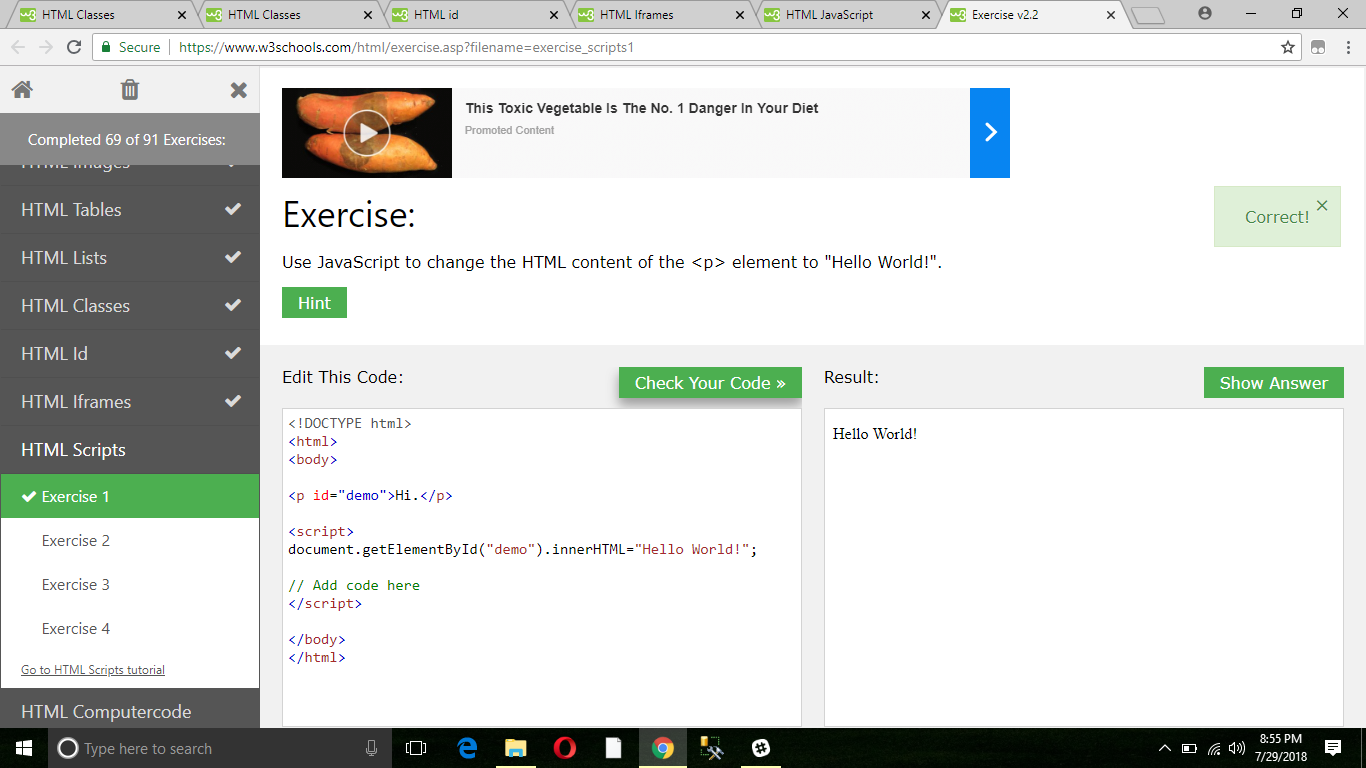 HTML Classes
HTML Classes
HTML id
HTML Iframes
HTML JavaScript
Exercise v2.2
Secure
https://www.w3schools.com/html/exercise.asp?filename=exercise_scripts1
Completed 69 of 91 Exercises:
HTML Images
HTML Tables
HTML Lists
HTML Classes
HTML Id
HTML Iframes
HTML Scripts
Exercise 1
Exercise 2
Exercise 3
Exercise 4
Go to HTML Scripts tutorial
HTML Computercode
This Toxic Vegetable Is The No. 1 Danger In Your Diet
Promoted Content
Exercise:
Correct!
Use JavaScript to change the HTML content of the <p> element to "Hello World!".
Hint
Edit This Code:
Check Your Code »
<!DOCTYPE html>
<html>
<body>
<p id="demo">Hi.</p>
<script>
document.getElementById("demo").innerHTML="Hello World!";
// Add code here
</script>
</body>
</html>
Result:
Show Answer
Hello World!
Type here to search
8:55 PM
7/29/2018